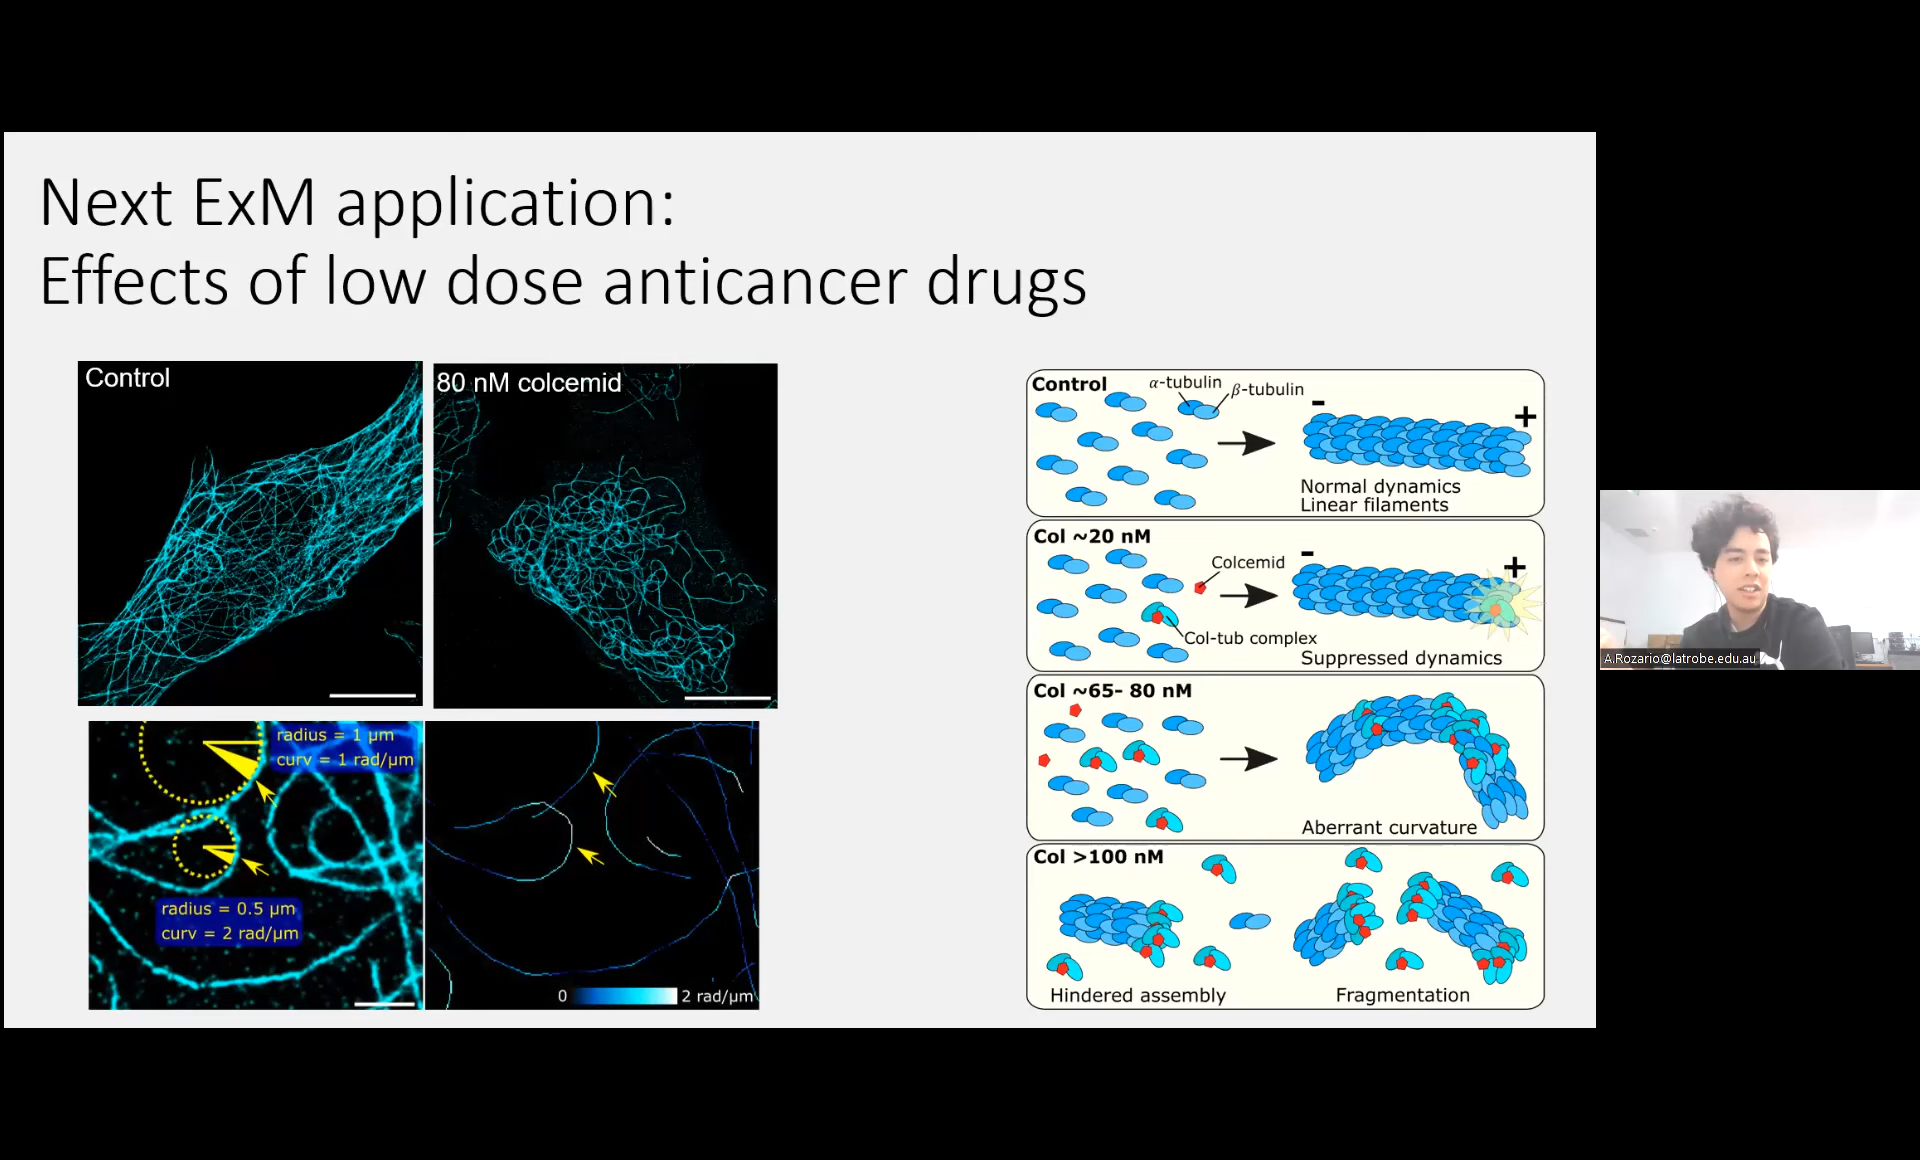 Next ExM application:
Effects of low dose anticancer drugs
Control
80 nM colcemid
radius = 1 µm
curv = 1 rad/µm
radius = 0.5 µm
curv = 2 rad/µm
0
2 rad/µm
Control
α-tubulin
β-tubulin
-
+
Normal dynamics
Linear filaments
Col ~20 nM
Colcemid
-
+
Col-tub complex
Suppressed dynamics
Col ~65- 80 nM
Aberrant curvature
Col >100 nM
Hindered assembly
Fragmentation
A.Rozario@latrobe.edu.au